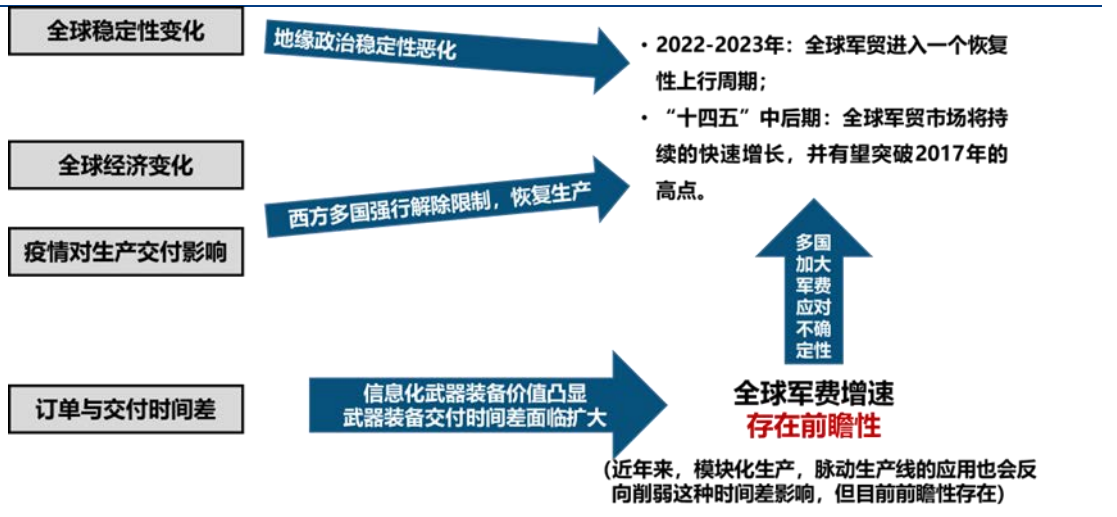 全球稳定性变化
地缘政治稳定性恶化
• 2022-2023年：全球军贸进入一个恢复
性上行周期；
• “十四五”中后期：全球军贸市场将持
续的快速增长，并有望突破2017年的
高点。
全球经济变化
西方多国强行解除限制，恢复生产
疫情对生产交付影响
多国
加大
军费
应对
不确
定性
订单与交付时间差
信息化武器装备价值凸显
武器装备交付时间差面临扩大
全球军费增速
存在前瞻性
（近年来，模块化生产，脉动生产线的应用也会反
向削弱这种时间差影响，但目前前瞻性存在）